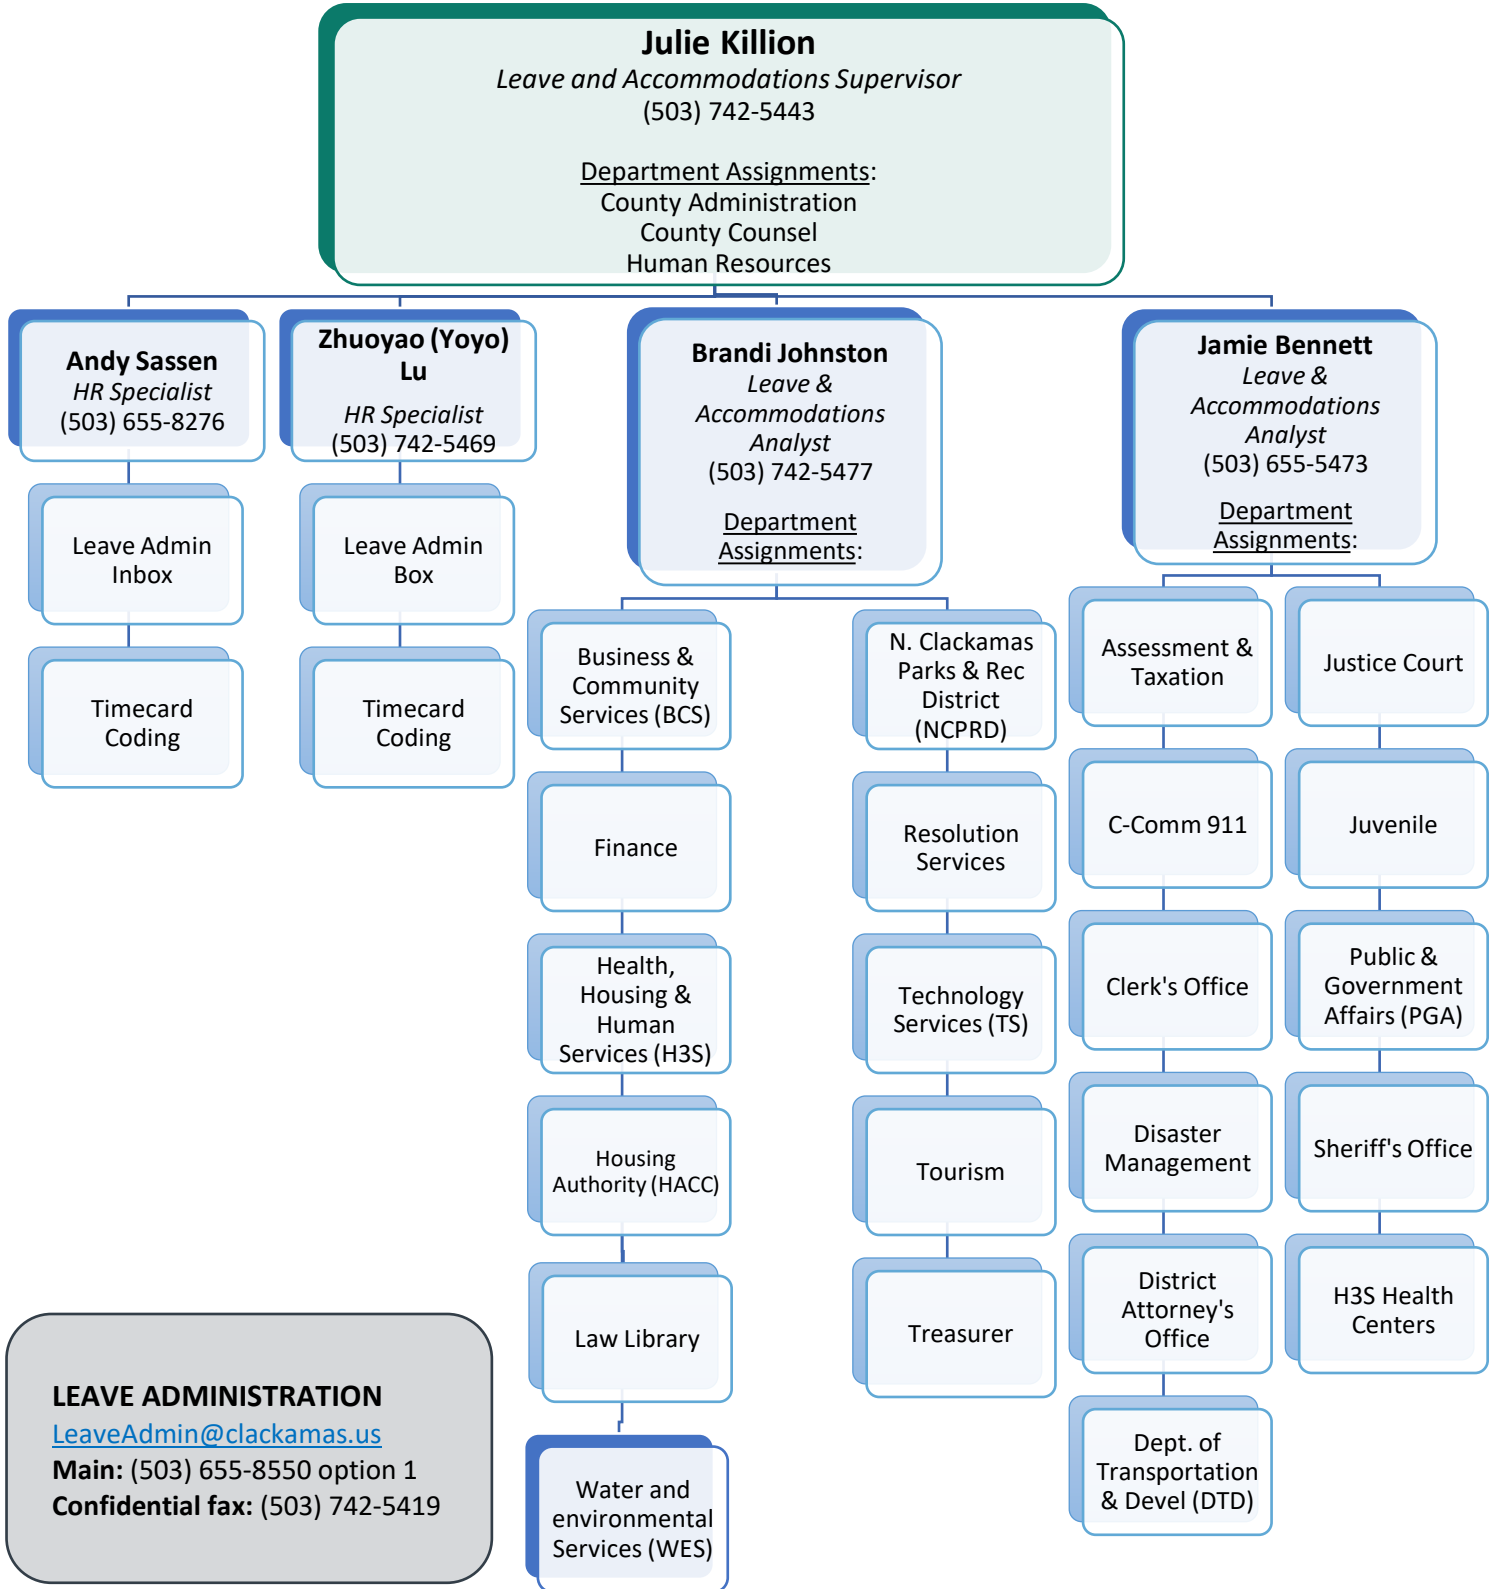 Julie Killion
Leave and Accommodations Supervisor
(503) 742-5443
Department Assignments:
County Administration
County Counsel
Human Resources
Andy Sassen
HR Specialist
(503) 655-8276
Leave Admin
Inbox
Timecard
Coding
Zhuoyao (Yoyo)
Lu
HR Specialist
(503) 742-5469
Leave Admin
Box
Timecard
Coding
Brandi Johnston
Leave &
Accommodations
Analyst
(503) 742-5477
Department
Assignments:
Business &
Community
Services (BCS)
Finance
Health,
Housing &
Human
Services (H3S)
Housing
Authority (HACC)
Law Library
Water and
environmental
Services (WES)
N. Clackamas
Parks & Rec
District
(NCPRD)
Resolution
Services
Technology
Services (TS)
Tourism
Treasurer
Jamie Bennett
Leave &
Accommodations
Analyst
(503) 655-5473
Department
Assignments:
Assessment &
Taxation
C-Comm 911
Clerk's Office
Disaster
Management
District
Attorney's
Office
Dept. of
Transportation
& Devel (DTD)
Justice Court
Juvenile
Public &
Government
Affairs (PGA)
Sheriff's Office
H3S Health
Centers
LEAVE ADMINISTRATION
LeaveAdmin@clackamas.us
Main: (503) 655-8550 option 1
Confidential fax: (503) 742-5419